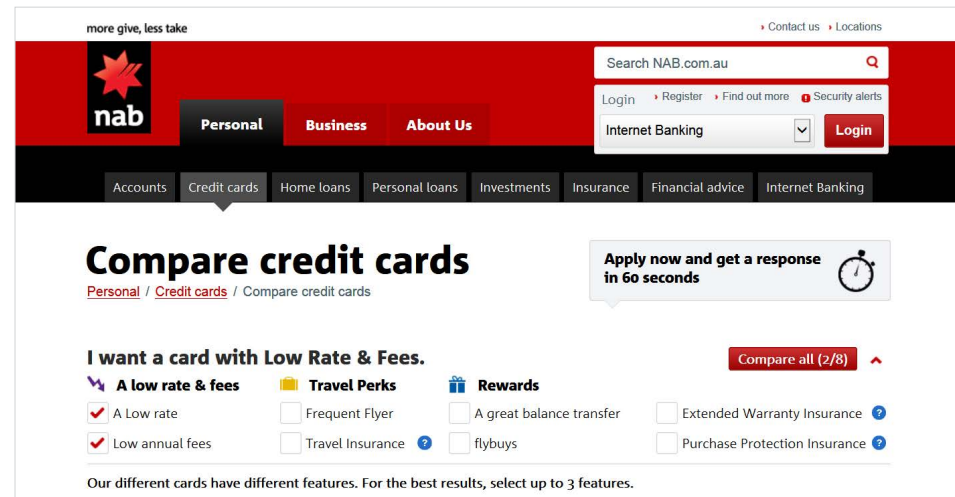 more give, less take
Contact us Locations
nab
Search NAB.com.au
Login Register Find out more Security alerts
Internet Banking Login
Personal Business About Us
Accounts Credit cards Home loans Personal loans Investments Insurance Financial advice Internet Banking
Compare credit cards
Personal / Credit cards / Compare credit cards
Apply now and get a response
in 60 seconds
I want a card with Low Rate & Fees.
Compare all (2/8)
A low rate & fees Travel Perks Rewards
A Low rate Frequent Flyer A great balance transfer Extended Warranty Insurance ?
Low annual fees Travel Insurance ? flybuys Purchase Protection Insurance ?
Our different cards have different features. For the best results, select up to 3 features.